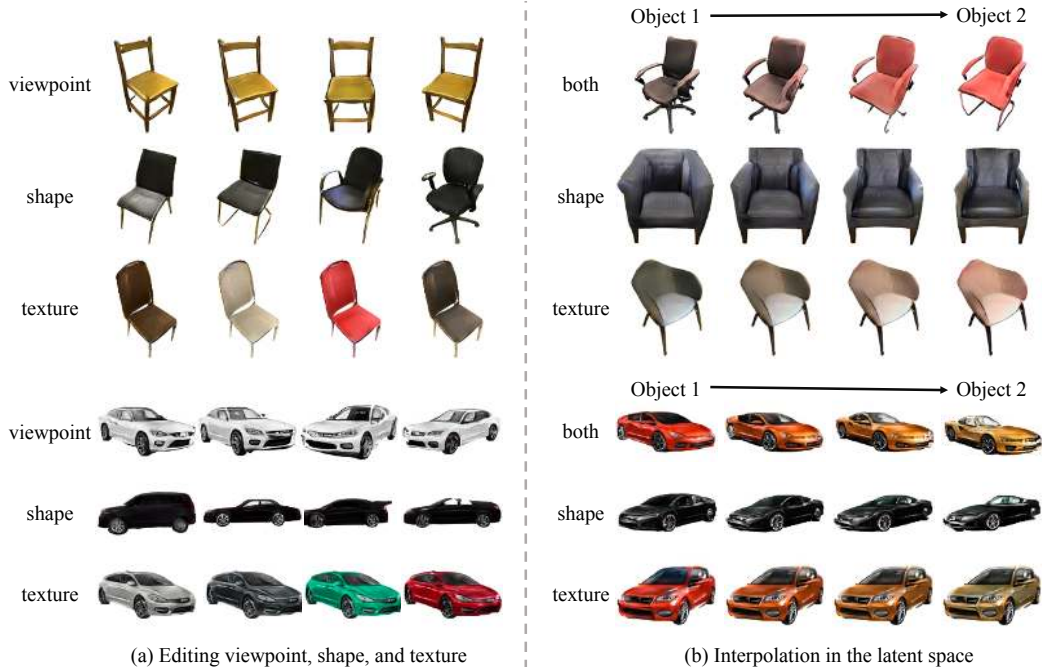 viewpoint
shape
texture
viewpoint
shape
texture
(a) Editing viewpoint, shape, and texture
Object 1 Object 2
both
shape
texture
Object 1 Object 2
both
shape
texture
(b) Interpolation in the latent space